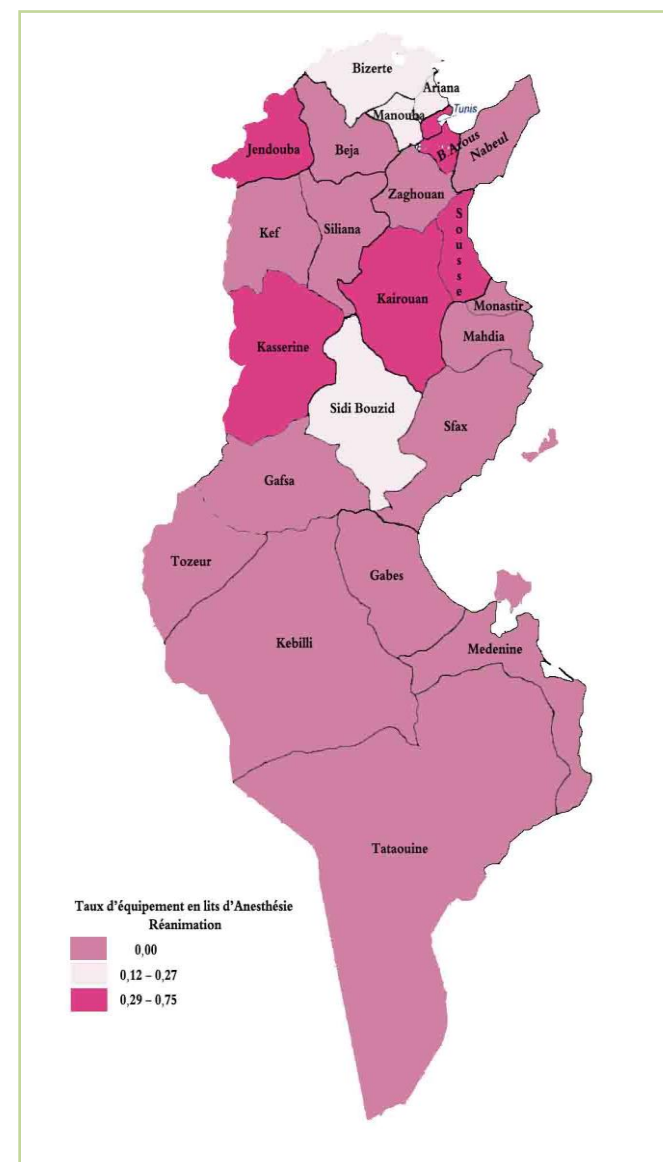 Bizerte
Ariana
Tunis
Manouba
Jendouba
Beja
B Arous
Nabeul
Zaghouan
Kef
Siliana
Sousse
Kairouan
Monastir
Kasserine
Mahdia
Sidi Bouzid
Sfax
Gafsa
Tozeur
Gabes
Kebilli
Medenine
Tataouine
Taux d'équipement en lits d'Anesthésie
Réanimation
0,00
0,12 – 0,27
0,29 – 0,75